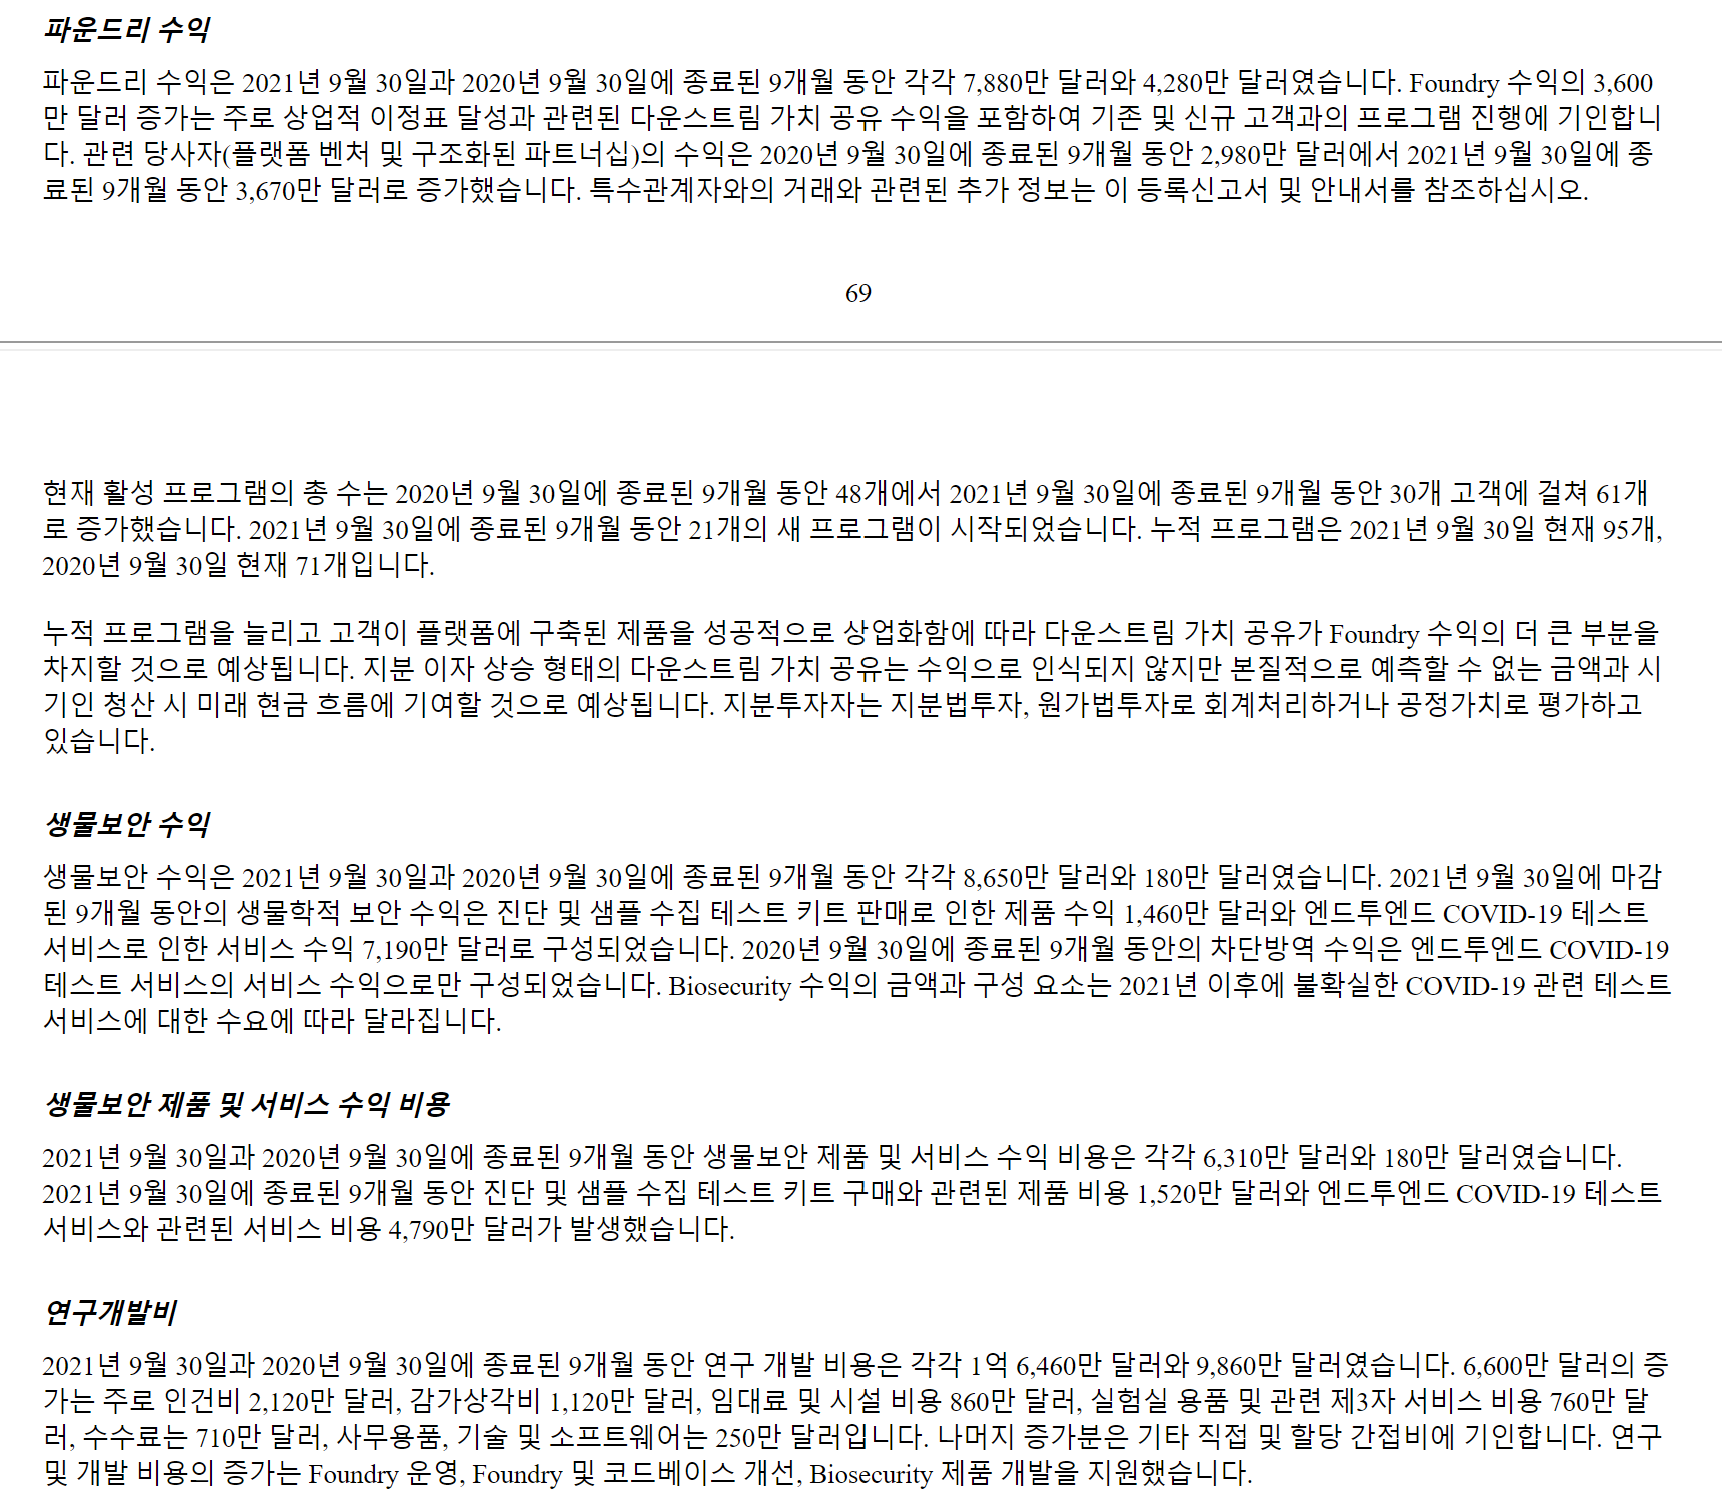 파운드리 수익
파운드리 수익은 2021년 9월 30일과 2020년 9월 30일에 종료된 9개월 동안 각각 7,880만 달러와 4,280만 달러였습니다. Foundry 수익의 3,600
만 달러 증가는 주로 상업적 이정표 달성과 관련된 다운스트림 가치 공유 수익을 포함하여 기존 및 신규 고객과의 프로그램 진행에 기인합니
다. 관련 당사자(플랫폼 벤처 및 구조화된 파트너십)의 수익은 2020년 9월 30일에 종료된 9개월 동안 2,980만 달러에서 2021년 9월 30일에 종
료된 9개월 동안 3,670만 달러로 증가했습니다. 특수관계자와의 거래와 관련된 추가 정보는 이 등록신고서 및 안내서를 참조하십시오.
69
현재 활성 프로그램의 총 수는 2020년 9월 30일에 종료된 9개월 동안 48개에서 2021년 9월 30일에 종료된 9개월 동안 30개 고객에 걸쳐 61개
로 증가했습니다. 2021년 9월 30일에 종료된 9개월 동안 21개의 새 프로그램이 시작되었습니다. 누적 프로그램은 2021년 9월 30일 현재 95개,
2020년 9월 30일 현재 71개입니다.
누적 프로그램을 늘리고 고객이 플랫폼에 구축된 제품을 성공적으로 상업화함에 따라 다운스트림 가치 공유가 Foundry 수익의 더 큰 부분을
차지할 것으로 예상됩니다. 지분 이자 상승 형태의 다운스트림 가치 공유는 수익으로 인식되지 않지만 본질적으로 예측할 수 없는 금액과 시
기인 청산 시 미래 현금 흐름에 기여할 것으로 예상됩니다. 지분투자자는 지분법투자, 원가법투자로 회계처리하거나 공정가치로 평가하고
있습니다.
생물보안 수익
생물보안 수익은 2021년 9월 30일과 2020년 9월 30일에 종료된 9개월 동안 각각 8,650만 달러와 180만 달러였습니다. 2021년 9월 30일에 마감
된 9개월 동안의 생물학적 보안 수익은 진단 및 샘플 수집 테스트 키트 판매로 인한 제품 수익 1,460만 달러와 엔드투엔드 COVID-19 테스트
서비스로 인한 서비스 수익 7,190만 달러로 구성되었습니다. 2020년 9월 30일에 종료된 9개월 동안의 차단방역 수익은 엔드투엔드 COVID-19
테스트 서비스의 서비스 수익으로만 구성되었습니다. Biosecurity 수익의 금액과 구성 요소는 2021년 이후에 불확실한 COVID-19 관련 테스트
서비스에 대한 수요에 따라 달라집니다.
생물보안 제품 및 서비스 수익 비용
2021년 9월 30일과 2020년 9월 30일에 종료된 9개월 동안 생물보안 제품 및 서비스 수익 비용은 각각 6,310만 달러와 180만 달러였습니다.
2021년 9월 30일에 종료된 9개월 동안 진단 및 샘플 수집 테스트 키트 구매와 관련된 제품 비용 1,520만 달러와 엔드투엔드 COVID-19 테스트
서비스와 관련된 서비스 비용 4,790만 달러가 발생했습니다.
연구개발비
2021년 9월 30일과 2020년 9월 30일에 종료된 9개월 동안 연구 개발 비용은 각각 1억 6,460만 달러와 9,860만 달러였습니다. 6,600만 달러의 증
가는 주로 인건비 2,120만 달러, 감가상각비 1,120만 달러, 임대료 및 시설 비용 860만 달러, 실험실 용품 및 관련 제3자 서비스 비용 760만 달
러, 수수료는 710만 달러, 사무용품, 기술 및 소프트웨어는 250만 달러입니다. 나머지 증가분은 기타 직접 및 할당 간접비에 기인합니다. 연구
및 개발 비용의 증가는 Foundry 운영, Foundry 및 코드베이스 개선, Biosecurity 제품 개발을 지원했습니다.